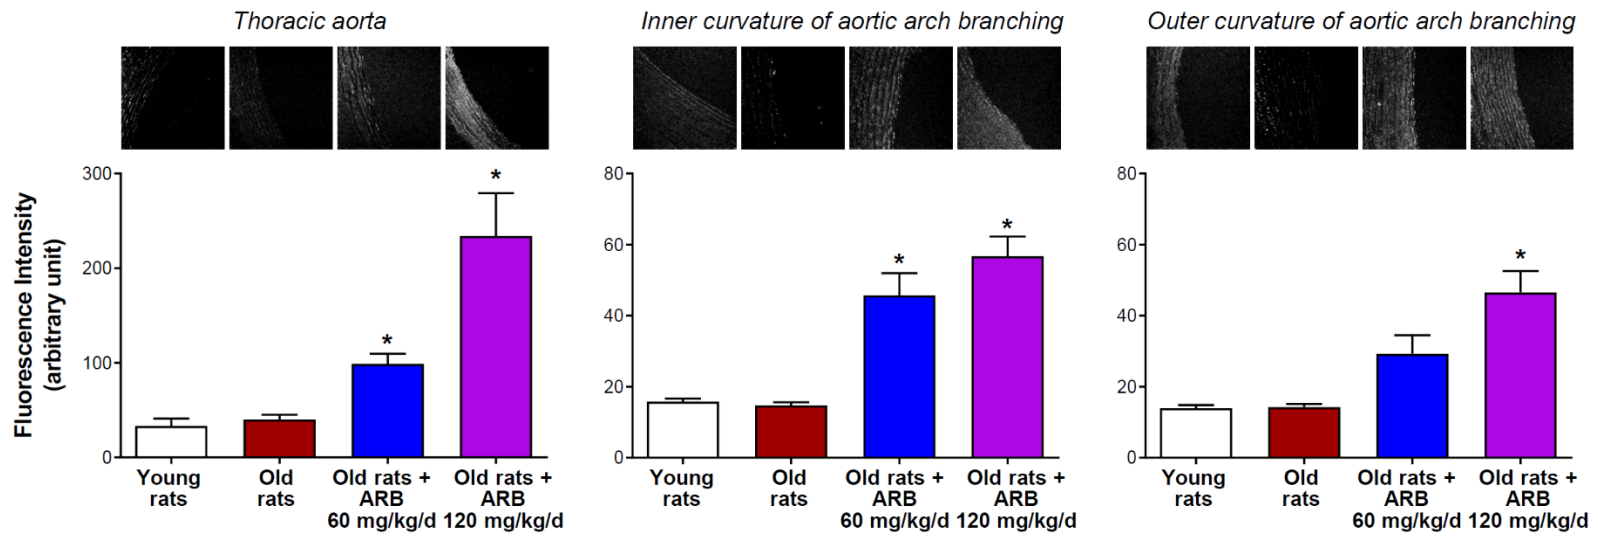 Thoracic aorta
Inner curvature of aortic arch branching
Outer curvature of aortic arch branching
Fluorescence Intensity
(arbitrary unit)
300
200
100
0
*
*
Young
rats
Old
rats
Old rats +
ARB
60 mg/kg/d
Old rats +
ARB
120 mg/kg/d
80
60
40
20
0
*
*
Young
rats
Old
rats
Old rats +
ARB
60 mg/kg/d
Old rats +
ARB
120 mg/kg/d
80
60
40
20
0
*
Young
rats
Old
rats
Old rats +
ARB
60 mg/kg/d
Old rats +
ARB
120 mg/kg/d